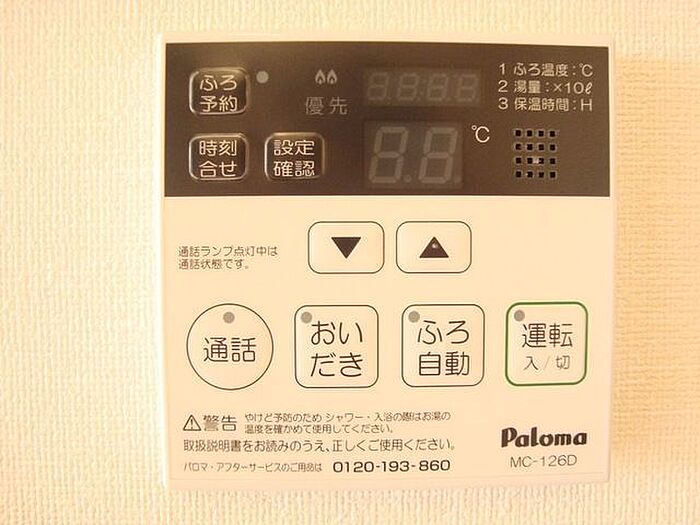 ふろ
予約
優先
88:88
1 ふろ温度:℃
2 湯量:×10ℓ
3 保温時間:H
時刻
合せ
設定
確認
8.8.
℃
▼
▲
通話ランプ点灯中は
通話状態です。
通話
おい
だき
ふろ
自動
運転
入/切
⚠警告 やけど予防のため シャワー・入浴の際はお湯の
温度を確かめて使用してください。
取扱説明書をお読みのうえ、正しくご使用ください。
パロマ・アフターサービスのご用品は 0120-193-860
Paloma
MC-126D